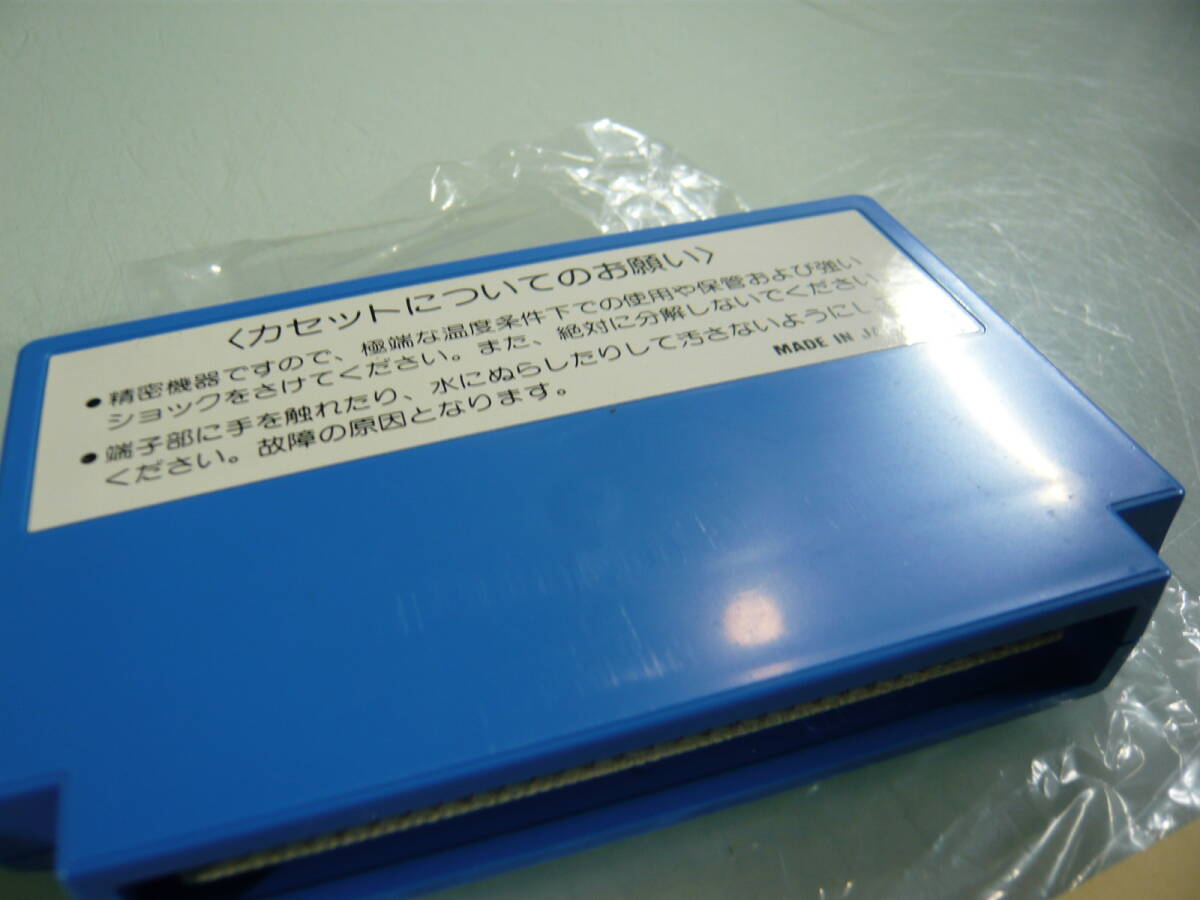 〈カセットについてのお願い〉
●精密機器ですので、極端な温度条件下での使用や保管および強い
ショックをさけてください。また、絶対に分解しないでください
●端子部に手を触れたり、水にぬらしたりして汚さないようにし
ください。故障の原因となります。
MADE IN